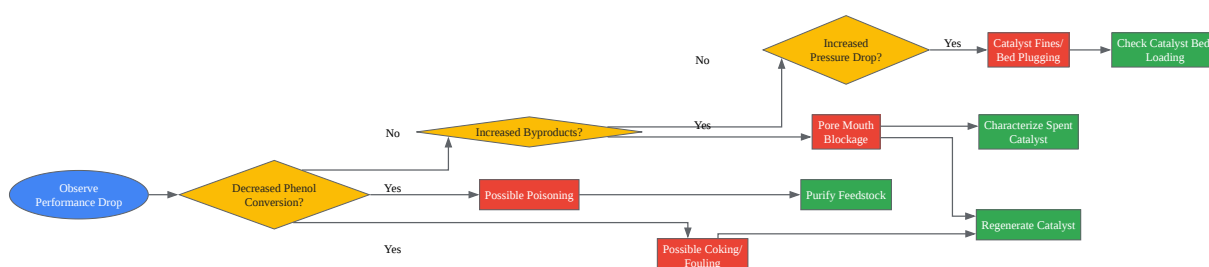 Increased
Pressure Drop?
Yes
Catalyst Fines/
Bed Plugging
Check Catalyst Bed
Loading
No
Increased Byproducts?
Yes
Pore Mouth
Blockage
Characterize Spent
Catalyst
No
Observe
Performance Drop
Decreased Phenol
Conversion?
Yes
Possible Poisoning
Purify Feedstock
Regenerate Catalyst
Yes
Possible Coking/
Fouling